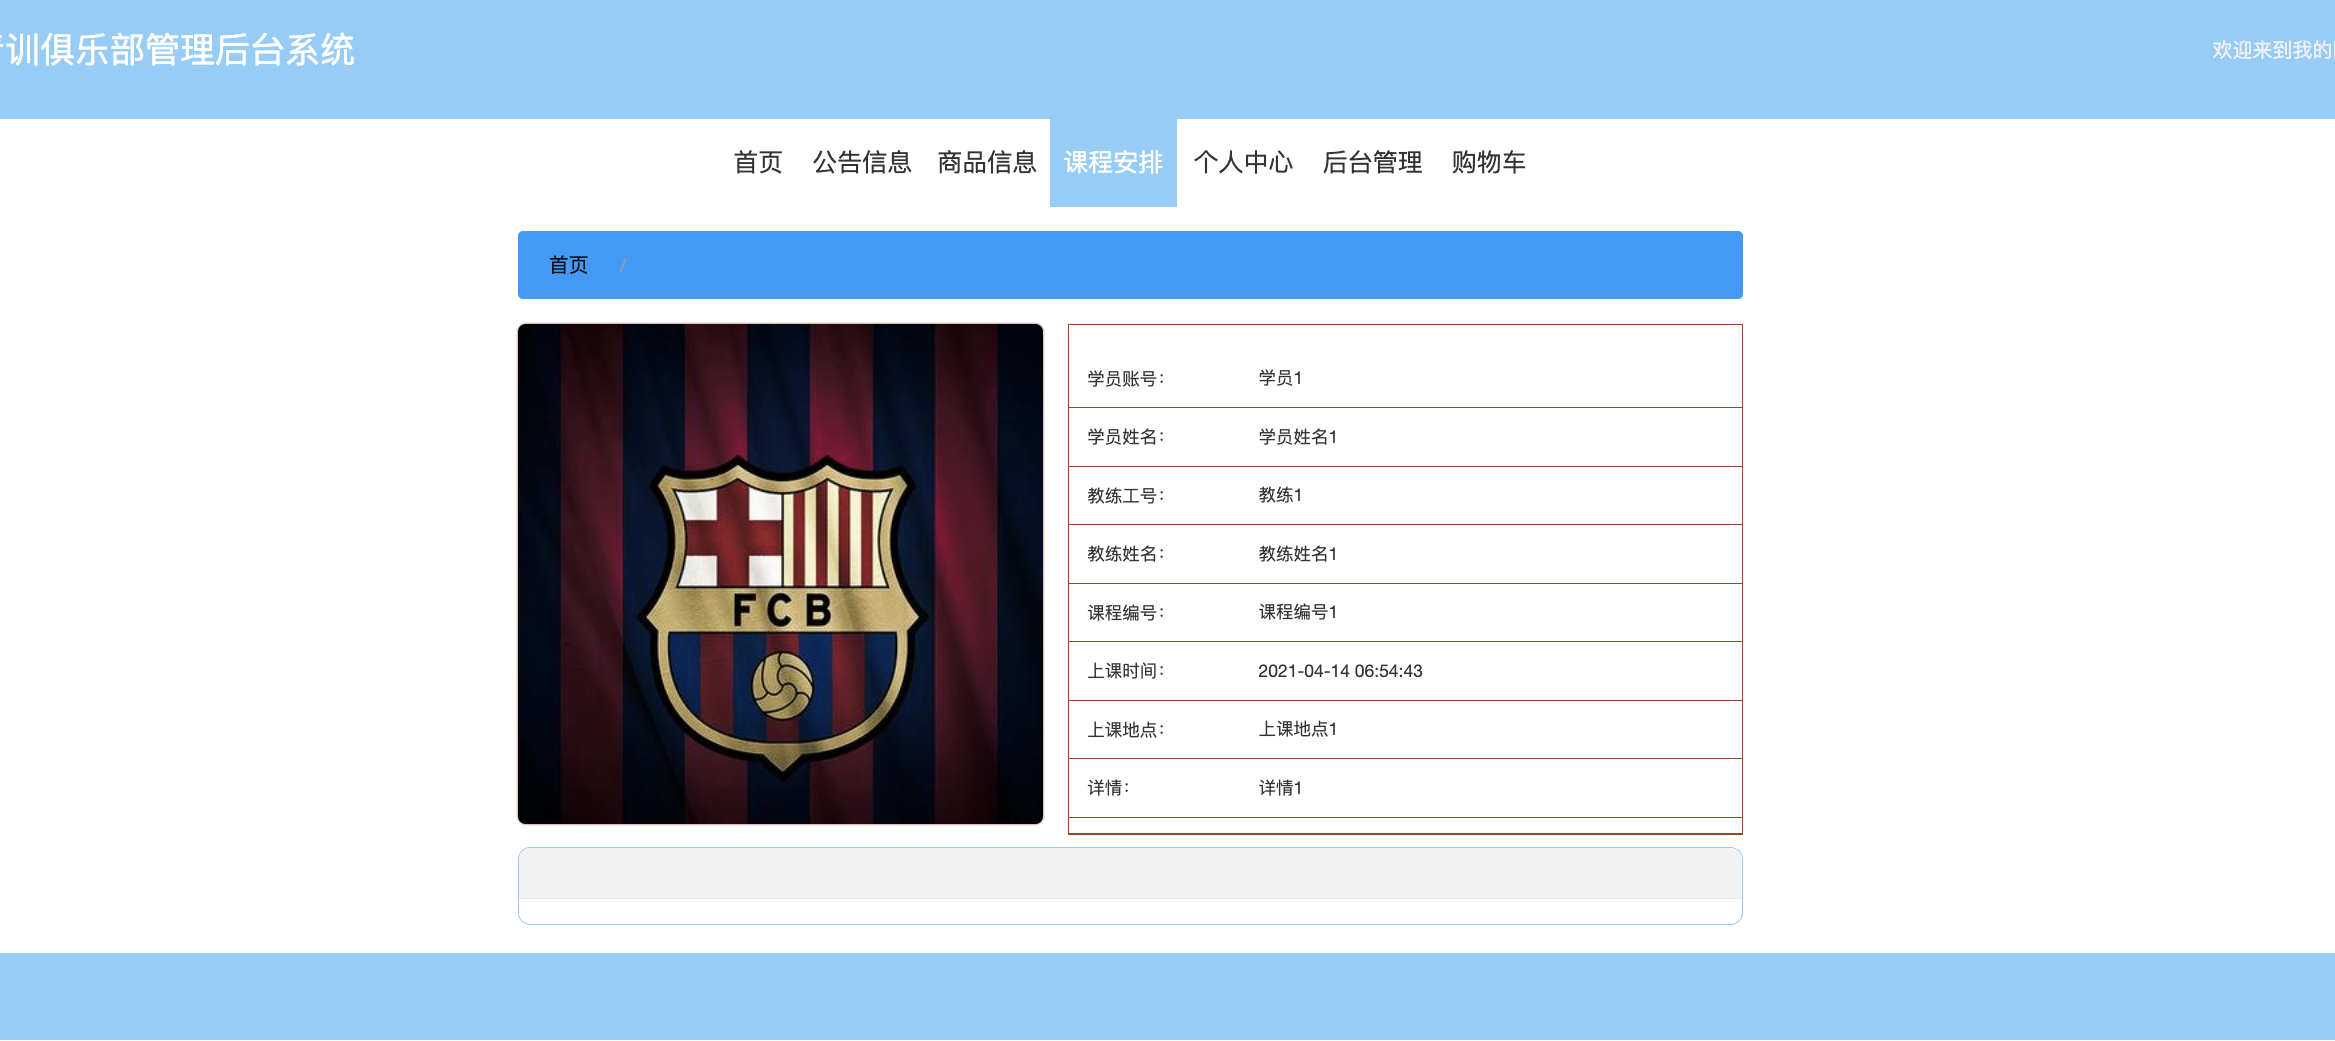 训俱乐部管理后台系统
欢迎来到我的
首页 公告信息 商品信息 课程安排 个人中心 后台管理 购物车
首页 /
学员账号： 学员1
学员姓名： 学员姓名1
教练工号： 教练1
教练姓名： 教练姓名1
课程编号： 课程编号1
上课时间： 2021-04-14 06:54:43
上课地点： 上课地点1
详情： 详情1
FCB